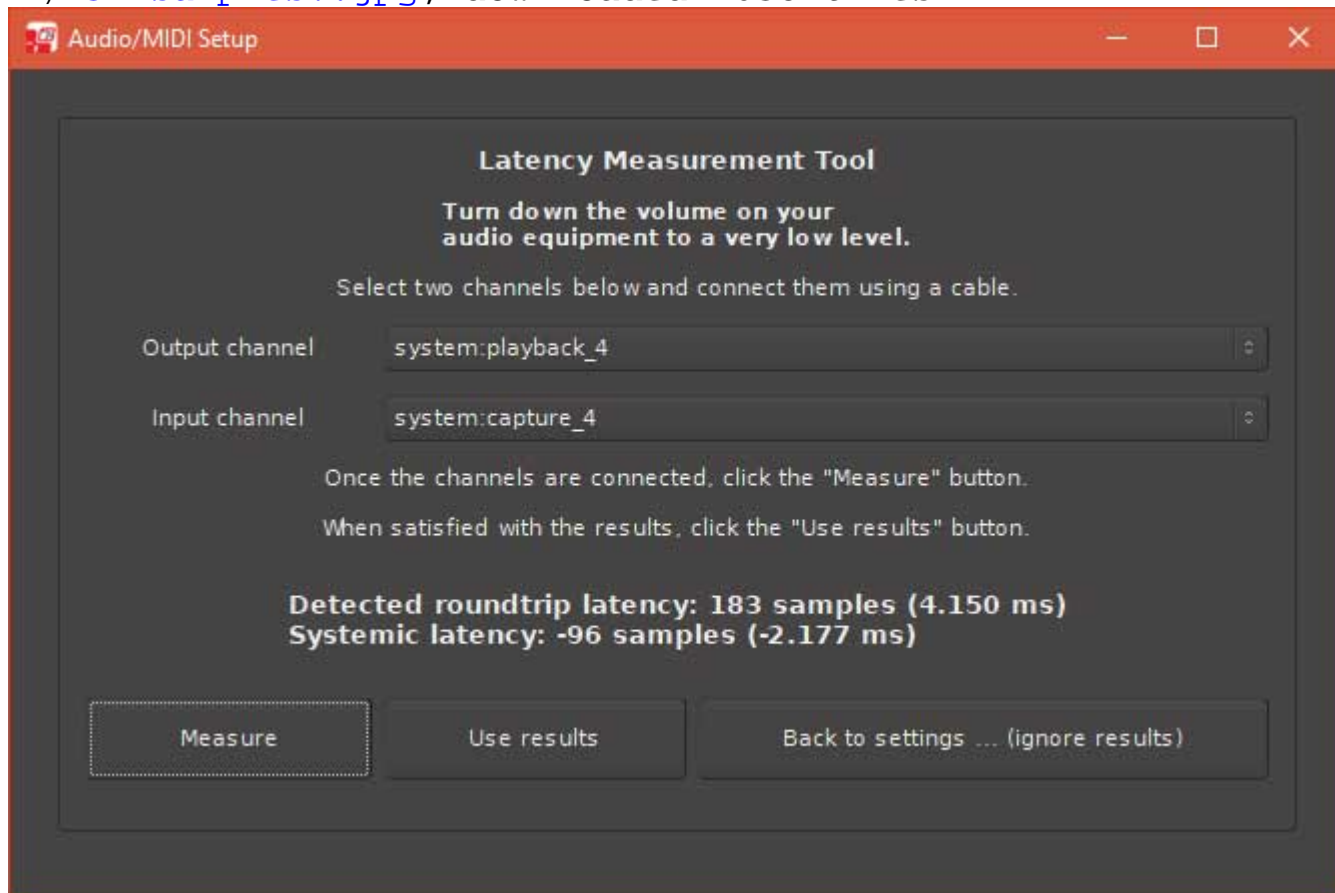 Audio/MIDI Setup
Latency Measurement Tool
Turn down the volume on your
audio equipment to a very low level.
Select two channels below and connect them using a cable.
Output channel system:playback_4
Input channel system:capture_4
Once the channels are connected, click the "Measure" button.
When satisfied with the results, click the "Use results" button.
Detected roundtrip latency: 183 samples (4.150 ms)
Systemic latency: -96 samples (-2.177 ms)
Measure Use results Back to settings ... (ignore results)